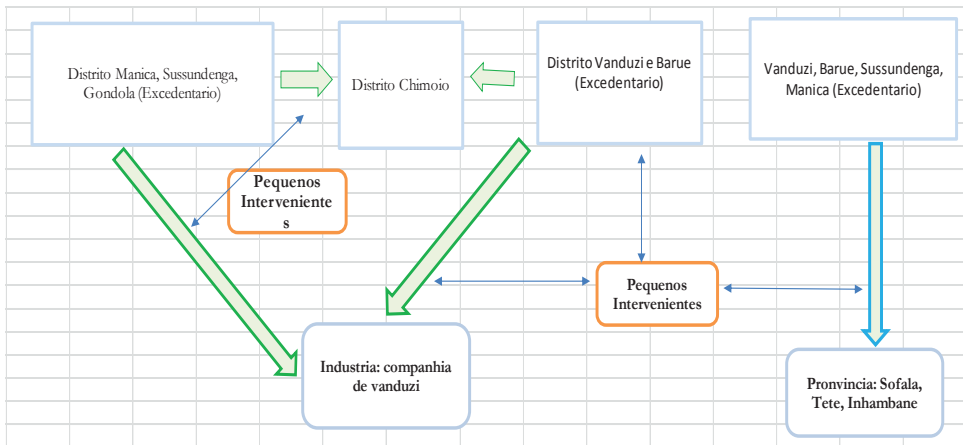 Distrito Manica, Sussundenga,
Gondola (Excedentario)
Distrito Chimoio
Distrito Vanduzi e Barue
(Excedentario)
Vanduzi, Barue, Sussundenga,
Manica (Excedentario)
Pequenos
Interveniente
s
Pequenos
Intervenientes
Industria: companhia
de vanduzi
Pronvincia: Sofala,
Tete, Inhambane